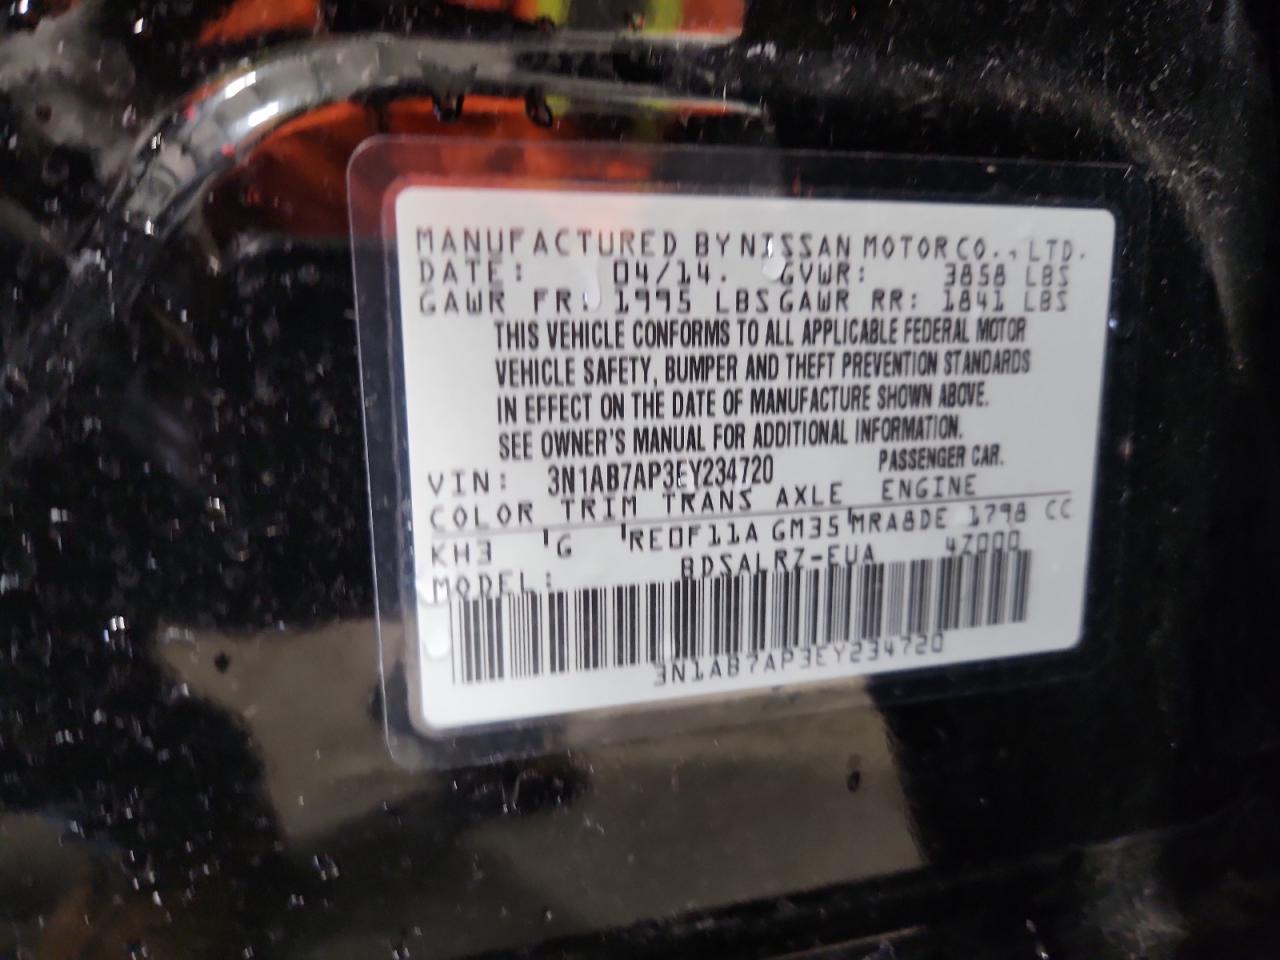 MANUFACTURED BY NISSAN MOTOR CO., LTD.
DATE: 04/14. GVWR: 3858 LBS
GAWR FR: 1995 LBS GAWR RR: 1841 LBS
THIS VEHICLE CONFORMS TO ALL APPLICABLE FEDERAL MOTOR
VEHICLE SAFETY, BUMPER AND THEFT PREVENTION STANDARDS
IN EFFECT ON THE DATE OF MANUFACTURE SHOWN ABOVE.
SEE OWNER'S MANUAL FOR ADDITIONAL INFORMATION.
VIN: 3N1AB7AP3EY234720 PASSENGER CAR.
COLOR TRIM TRANS AXLE ENGINE
KH3 G RE0F11A GM35 MRA8DE 1798 CC
MODEL: BDSALRZ-EUA 4Z000
3N1AB7AP3EY234720